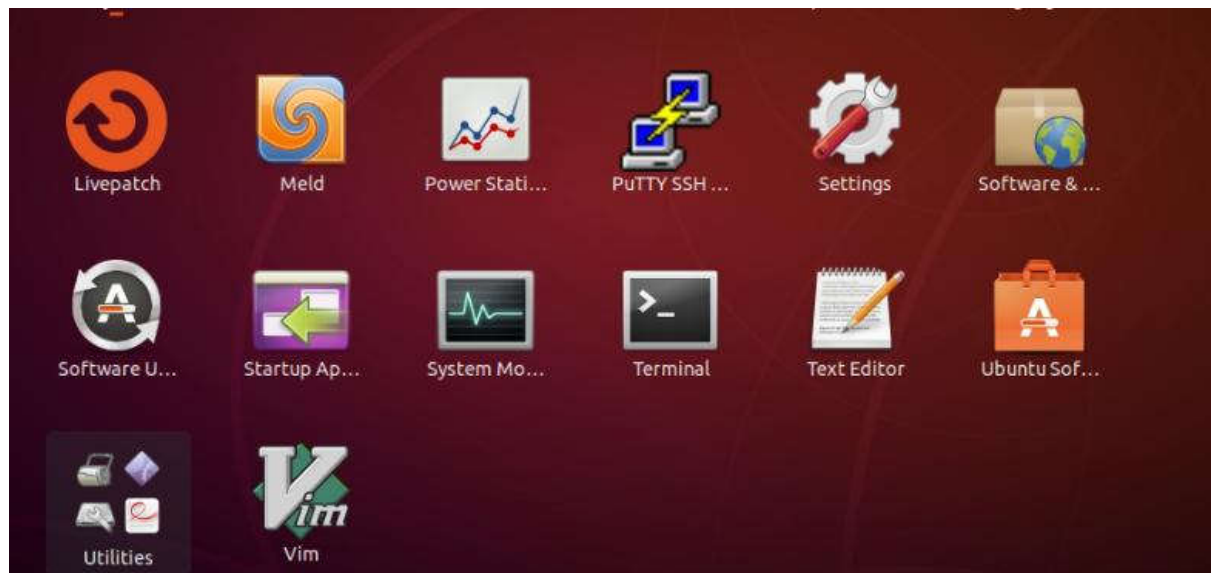 Livepatch
Meld
Power Stati...
PuTTY SSH ...
Settings
Software & ...
Software U...
Startup Ap...
System Mo...
>_
Terminal
Text Editor
Ubuntu Sof...
Utilities
Vim
Vim